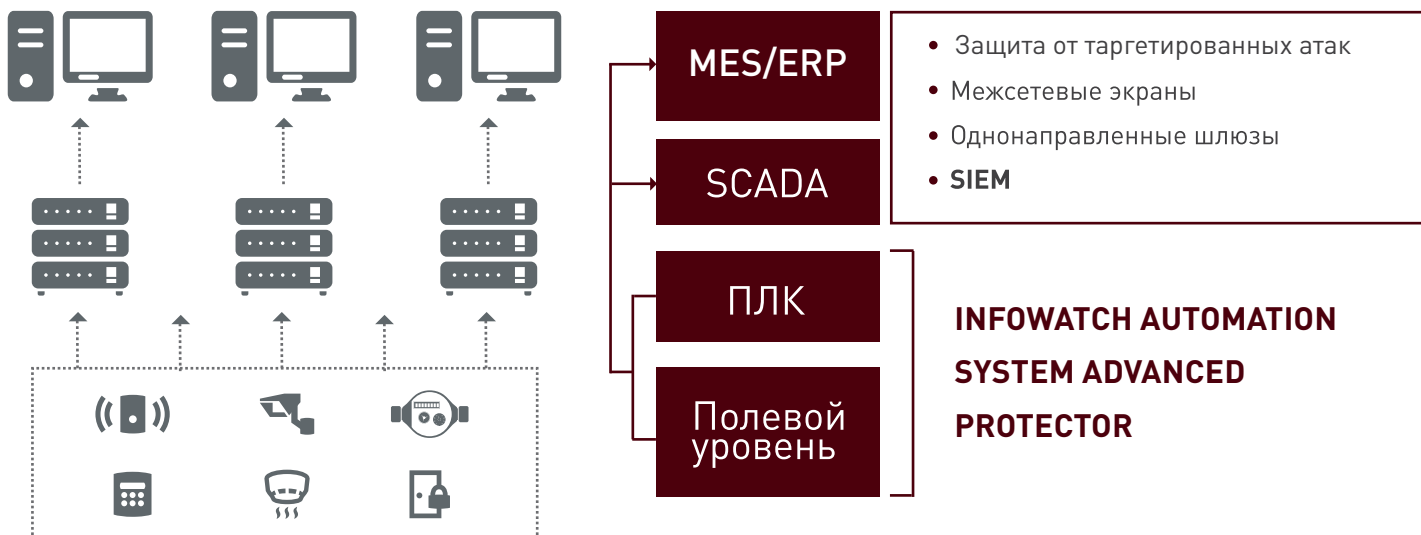 MES/ERP
SCADA
ПЛК
Полевой
уровень
• Защита от таргетированных атак
• Межсетевые экраны
• Однонаправленные шлюзы
• SIEM
INFOWATCH AUTOMATION
SYSTEM ADVANCED
PROTECTOR